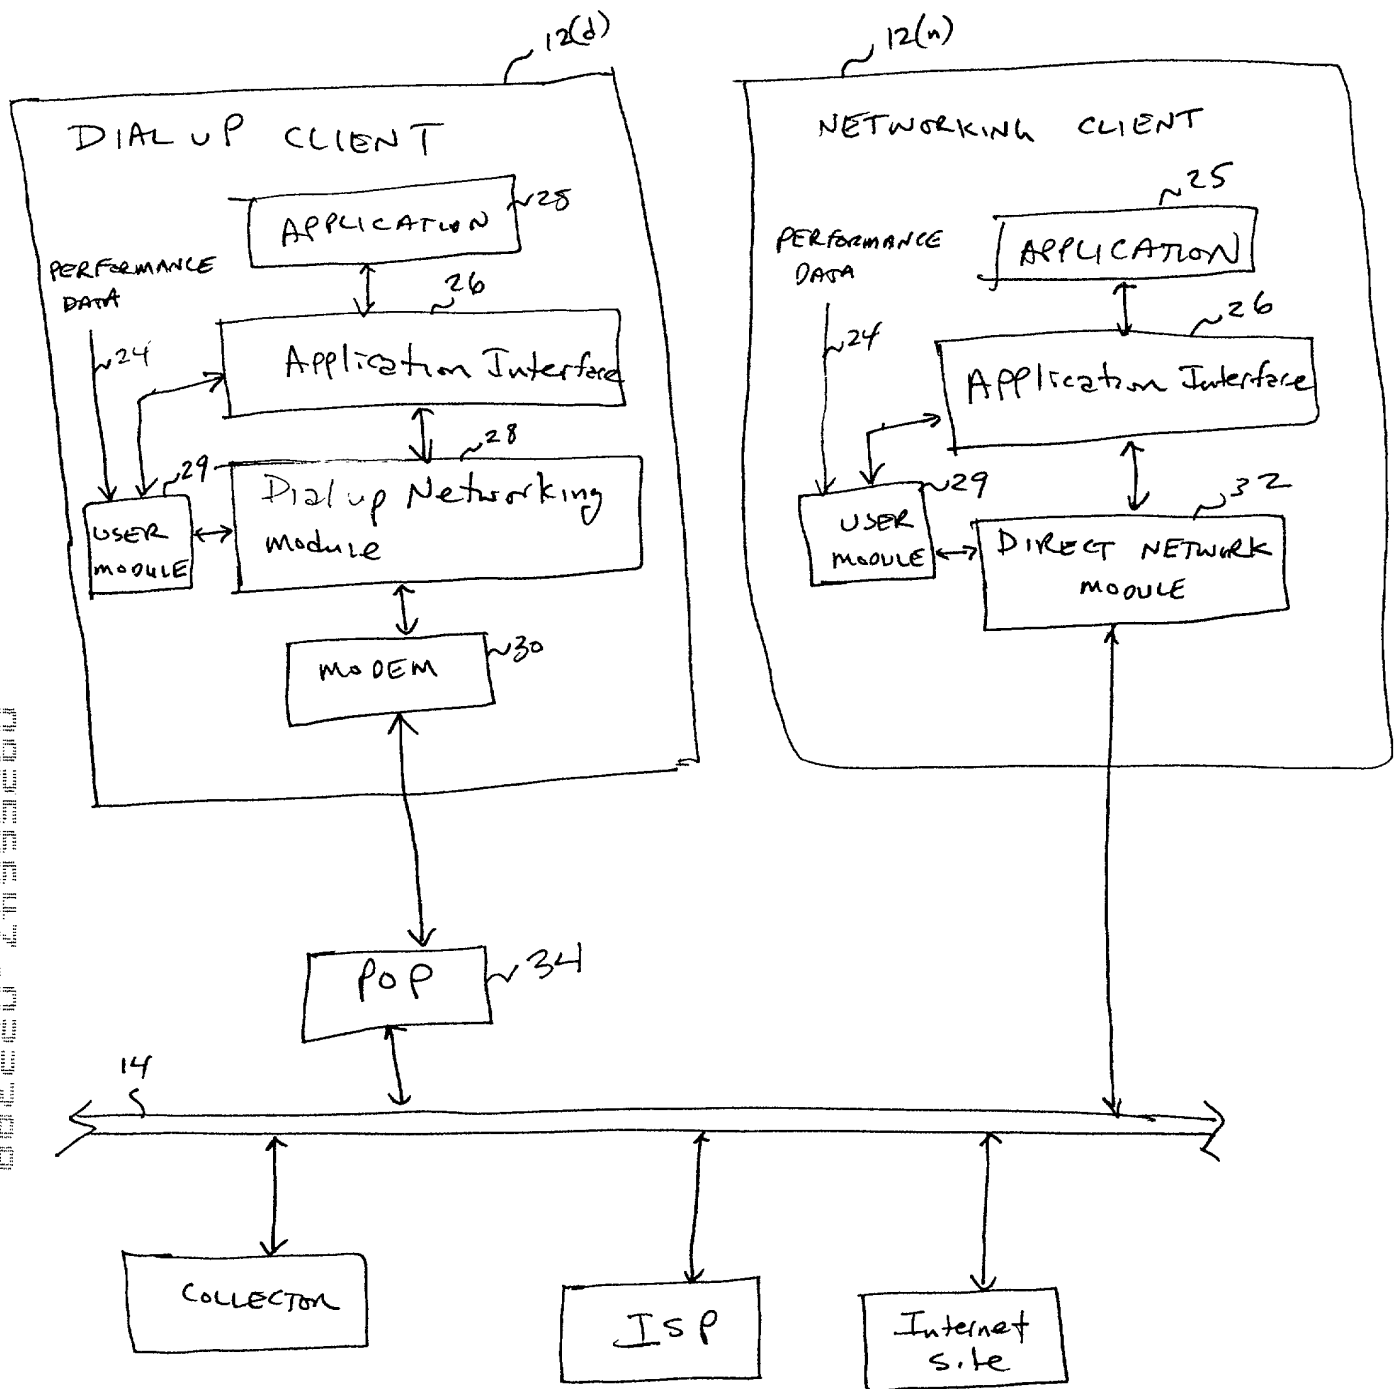 12(d)
DIAL UP CLIENT
APPLICATION
25
PERFORMANCE
DATA
24
26
Application Interface
28
29
Dial up Networking
module
USER
MODULE
MODEM
30
12(n)
NETWORKING CLIENT
25
APPLICATION
PERFORMANCE
DATA
24
26
Application Interface
29
32
USER
MODULE
DIRECT NETWORK
MODULE
POP
34
14
COLLECTOR
ISP
Internet
site